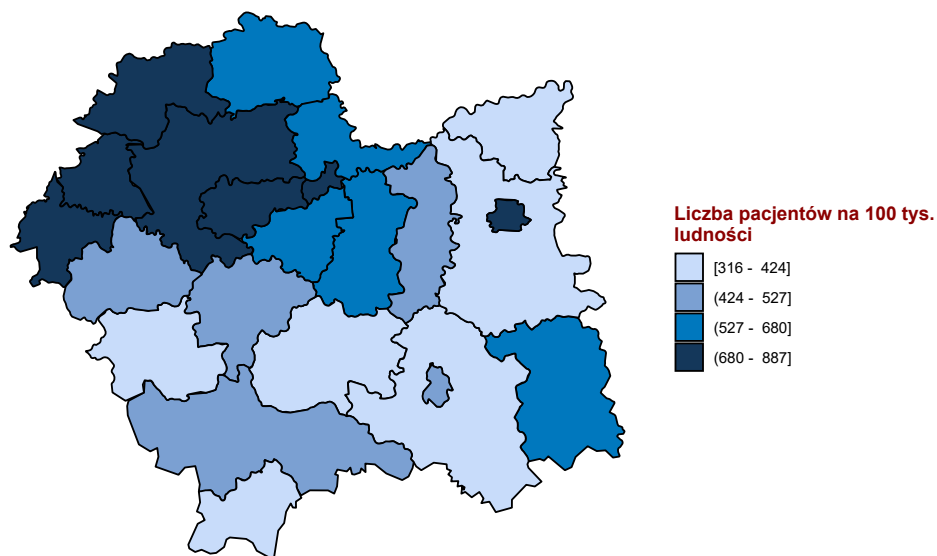 Liczba pacjentów na 100 tys.
ludności
[316 - 424]
(424 - 527]
(527 - 680]
(680 - 887]